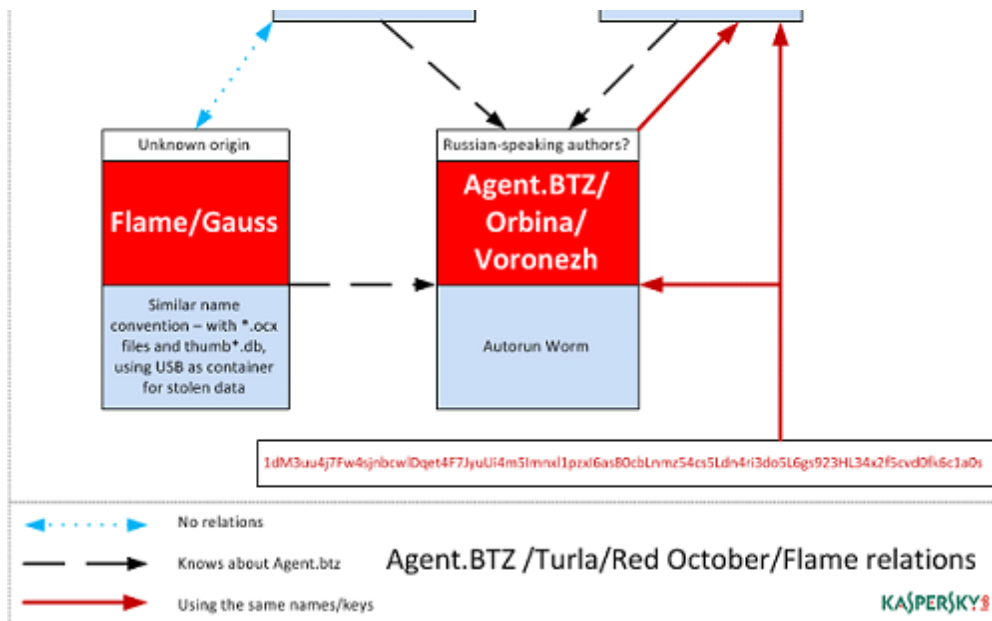 Unknown origin
Flame/Gauss
Similar name
convention – with *.ocx
files and thumb*.db,
using USB as container
for stolen data
Russian-speaking authors?
Agent.BTZ/
Orbina/
Voronezh
Autorun Worm
No relations
Knows about Agent.btz
Using the same names/keys
Agent.BTZ /Turla/Red October/Flame relations
KASPERSKY